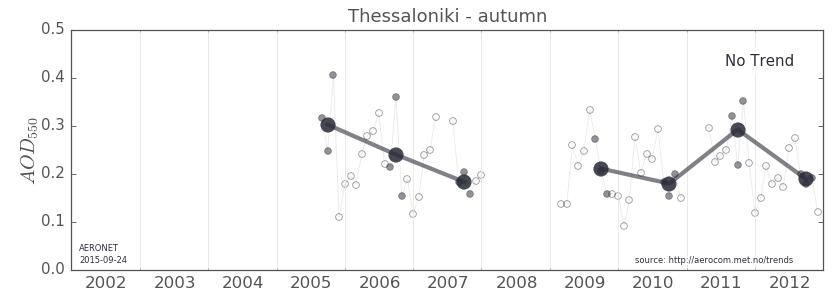 Thessaloniki - autumn
No Trend
0.5
0.4
0.3
0.2
0.1
0.0
AOD550
AERONET
2015-09-24
source: http://aerocom.met.no/trends
2002 2003 2004 2005 2006 2007 2008 2009 2010 2011 2012